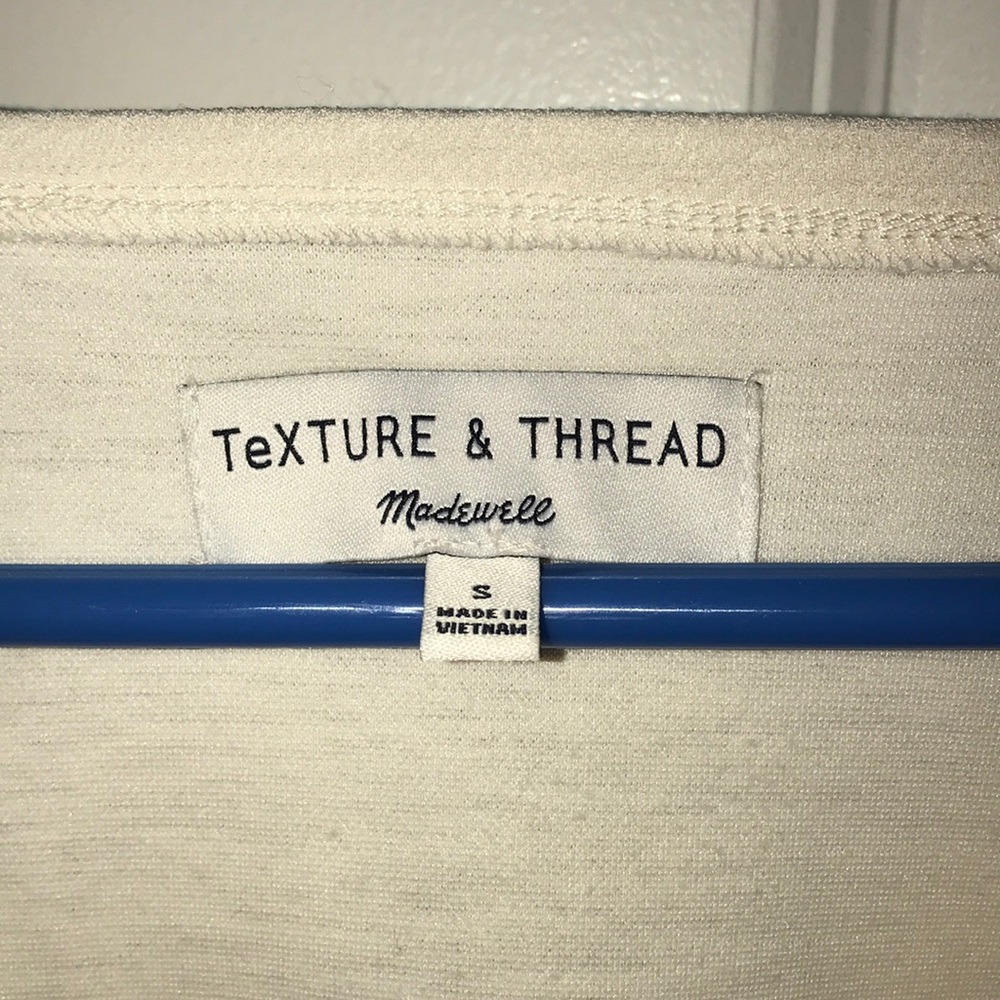 TeXTURE & THREAD
Madewell
S
MADE IN
VIETNAM